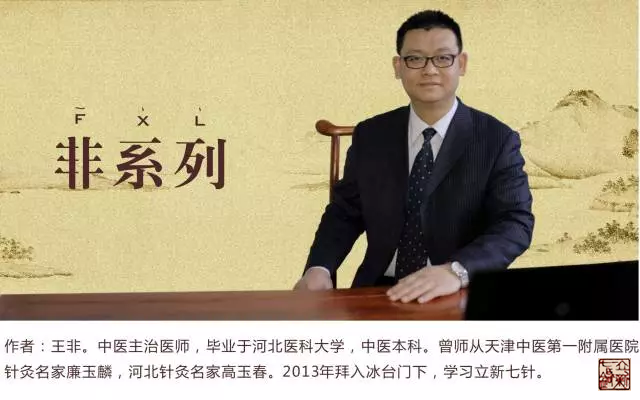 F X L
非系列
作者：王非。中医主治医师，毕业于河北医科大学，中医本科。曾师从天津中医第一附属医院
针灸名家廉玉麟，河北针灸名家高玉春。2013年拜入冰台门下，学习立新七针。